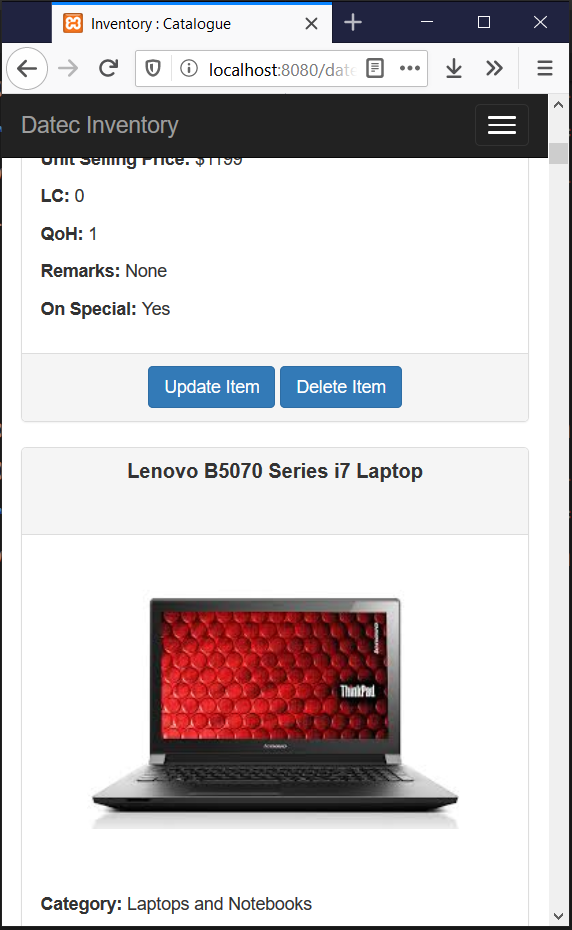 Inventory : Catalogue
localhost:8080/date
Datec Inventory
Unit Selling Price: $1199
LC: 0
QoH: 1
Remarks: None
On Special: Yes
Update Item Delete Item
Lenovo B5070 Series i7 Laptop
ThinkPad
Category: Laptops and Notebooks